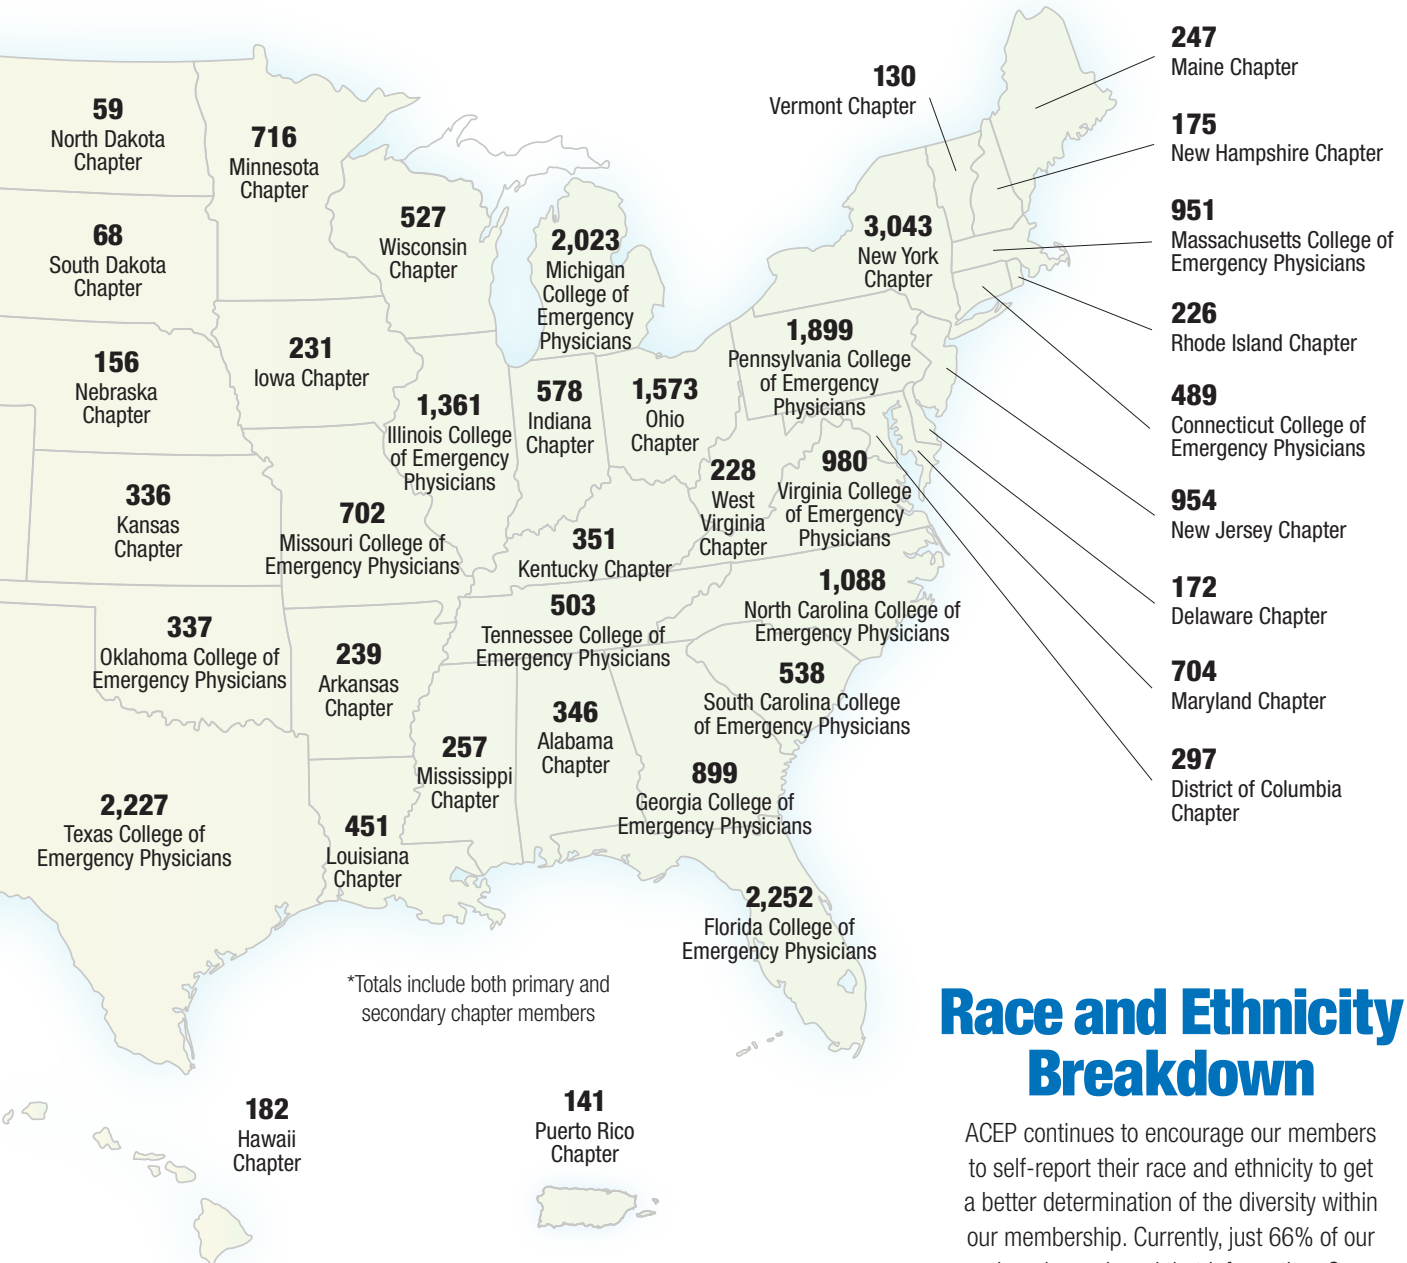 59
North Dakota
Chapter
716
Minnesota
Chapter
68
South Dakota
Chapter
527
Wisconsin
Chapter
2,023
Michigan
College of
Emergency
Physicians
130
Vermont Chapter
3,043
New York
Chapter
247
Maine Chapter
175
New Hampshire Chapter
951
Massachusetts College of
Emergency Physicians
226
Rhode Island Chapter
489
Connecticut College of
Emergency Physicians
954
New Jersey Chapter
172
Delaware Chapter
704
Maryland Chapter
297
District of Columbia
Chapter
156
Nebraska
Chapter
231
Iowa Chapter
1,361
Illinois College
of Emergency
Physicians
578
Indiana
Chapter
1,573
Ohio
Chapter
1,899
Pennsylvania College
of Emergency
Physicians
336
Kansas
Chapter
702
Missouri College of
Emergency Physicians
351
Kentucky Chapter
228
West
Virginia
Chapter
980
Virginia College
of Emergency
Physicians
337
Oklahoma College of
Emergency Physicians
239
Arkansas
Chapter
503
Tennessee College of
Emergency Physicians
1,088
North Carolina College of
Emergency Physicians
538
South Carolina College
of Emergency Physicians
2,227
Texas College of
Emergency Physicians
451
Louisiana
Chapter
257
Mississippi
Chapter
346
Alabama
Chapter
899
Georgia College of
Emergency Physicians
2,252
Florida College of
Emergency Physicians
*Totals include both primary and
secondary chapter members
182
Hawaii
Chapter
141
Puerto Rico
Chapter
Race and Ethnicity
Breakdown
ACEP continues to encourage our members
to self-report their race and ethnicity to get
a better determination of the diversity within
our membership. Currently, just 66% of our